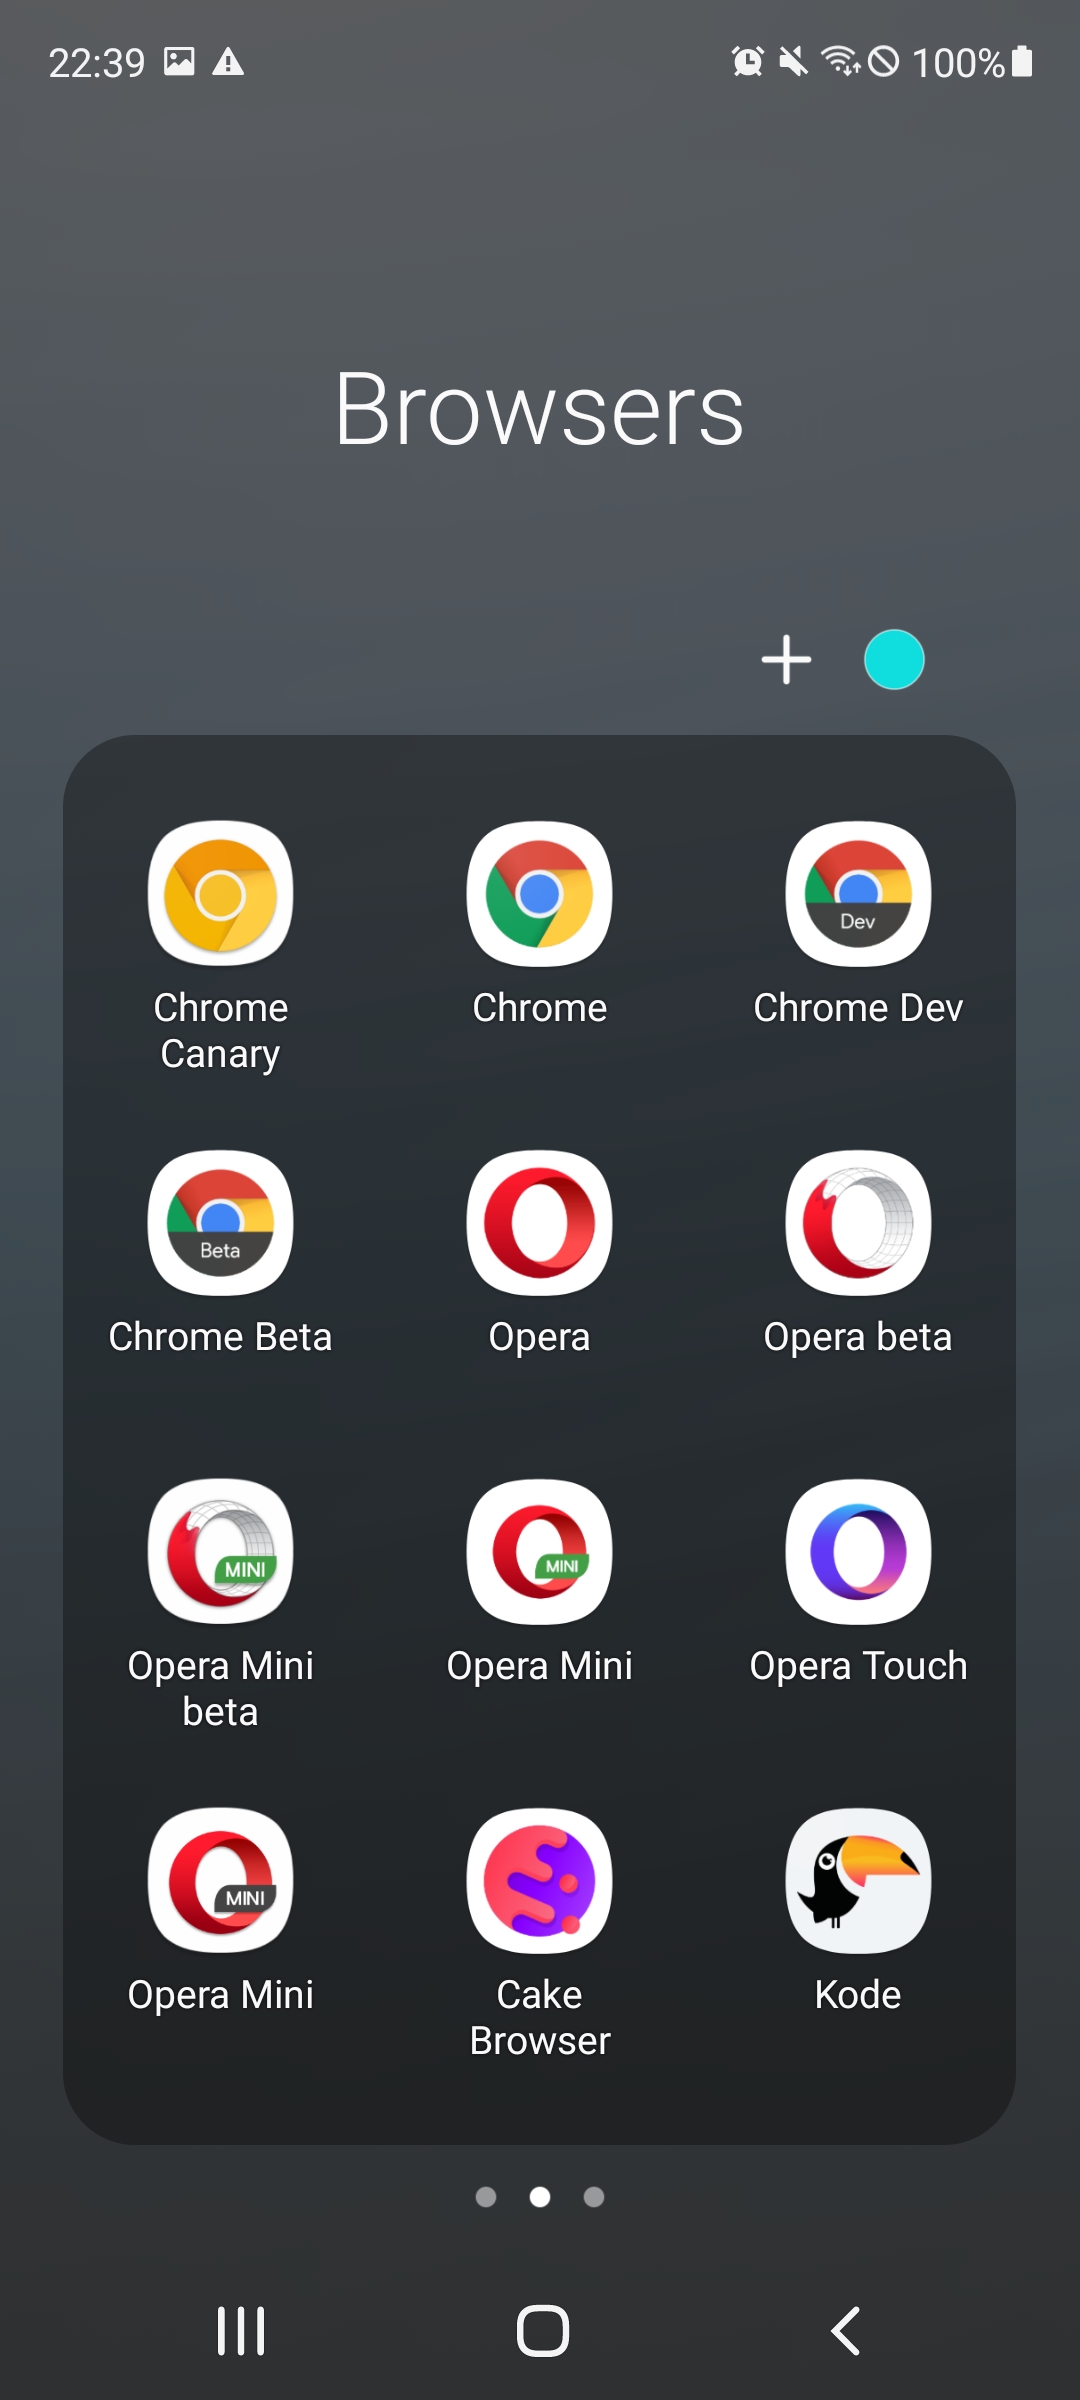 22:39 100%
Browsers
Dev
Chrome Canary
Chrome
Chrome Dev
Beta
Chrome Beta
Opera
Opera beta
MINI
Opera Mini beta
MINI
Opera Mini
Opera Touch
MINI
Opera Mini
Cake Browser
Kode